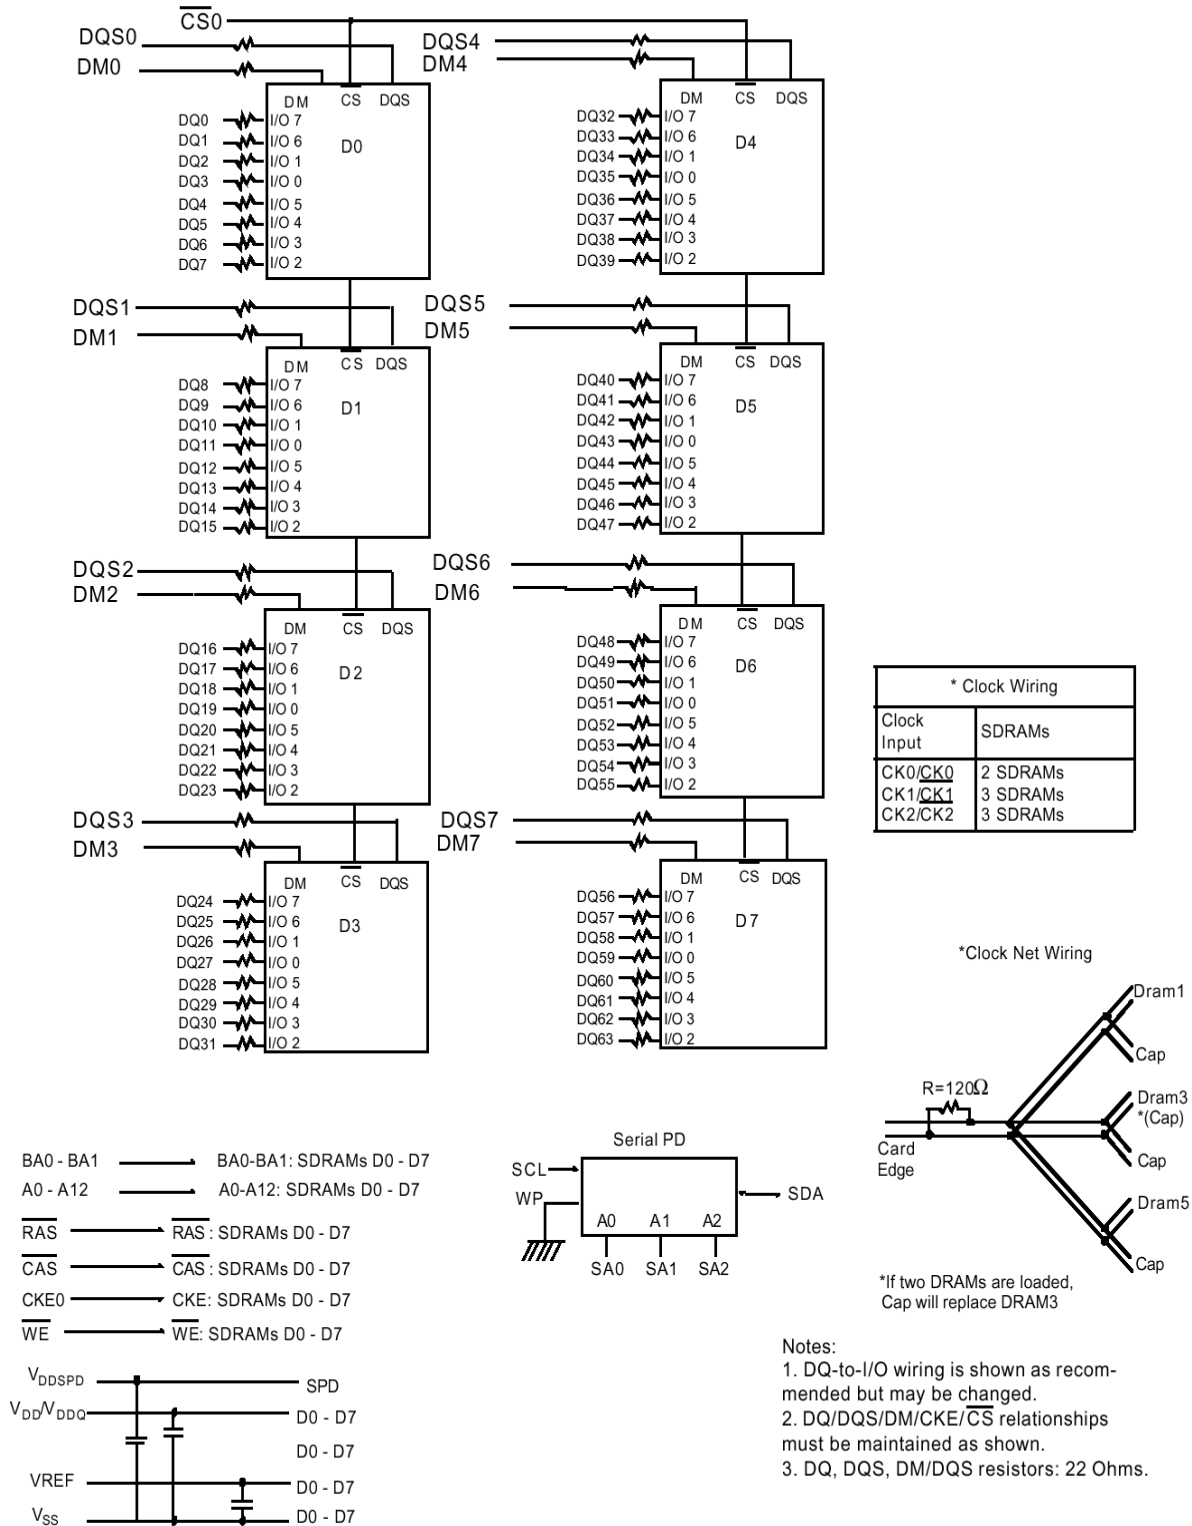 CS0
DQS0
DM0
DM CS DQS
D0
DQ0 I/O 7
DQ1 I/O 6
DQ2 I/O 1
DQ3 I/O 0
DQ4 I/O 5
DQ5 I/O 4
DQ6 I/O 3
DQ7 I/O 2
DQS1
DM1
DM CS DQS
D1
DQ8 I/O 7
DQ9 I/O 6
DQ10 I/O 1
DQ11 I/O 0
DQ12 I/O 5
DQ13 I/O 4
DQ14 I/O 3
DQ15 I/O 2
DQS2
DM2
DM CS DQS
D2
DQ16 I/O 7
DQ17 I/O 6
DQ18 I/O 1
DQ19 I/O 0
DQ20 I/O 5
DQ21 I/O 4
DQ22 I/O 3
DQ23 I/O 2
DQS3
DM3
DM CS DQS
D3
DQ24 I/O 7
DQ25 I/O 6
DQ26 I/O 1
DQ27 I/O 0
DQ28 I/O 5
DQ29 I/O 4
DQ30 I/O 3
DQ31 I/O 2
DQS4
DM4
DM CS DQS
D4
DQ32 I/O 7
DQ33 I/O 6
DQ34 I/O 1
DQ35 I/O 0
DQ36 I/O 5
DQ37 I/O 4
DQ38 I/O 3
DQ39 I/O 2
DQS5
DM5
DM CS DQS
D5
DQ40 I/O 7
DQ41 I/O 6
DQ42 I/O 1
DQ43 I/O 0
DQ44 I/O 5
DQ45 I/O 4
DQ46 I/O 3
DQ47 I/O 2
DQS6
DM6
DM CS DQS
D6
DQ48 I/O 7
DQ49 I/O 6
DQ50 I/O 1
DQ51 I/O 0
DQ52 I/O 5
DQ53 I/O 4
DQ54 I/O 3
DQ55 I/O 2
DQS7
DM7
DM CS DQS
D7
DQ56 I/O 7
DQ57 I/O 6
DQ58 I/O 1
DQ59 I/O 0
DQ60 I/O 5
DQ61 I/O 4
DQ62 I/O 3
DQ63 I/O 2
* Clock Wiring
Clock
Input
SDRAMs
CK0/CK0 2 SDRAMs
CK1/CK1 3 SDRAMs
CK2/CK2 3 SDRAMs
*Clock Net Wiring
Dram1
Cap
R=120Ω
Dram3
*(Cap)
Card
Edge
Cap
Dram5
Cap
*If two DRAMs are loaded,
Cap will replace DRAM3
BA0 - BA1 BA0-BA1: SDRAMs D0 - D7
A0 - A12 A0-A12: SDRAMs D0 - D7
RAS RAS : SDRAMs D0 - D7
CAS CAS : SDRAMs D0 - D7
CKE0 CKE: SDRAMs D0 - D7
WE WE: SDRAMs D0 - D7
Serial PD
SCL
WP
SDA
A0 A1 A2
SA0 SA1 SA2
VDDSPD SPD
VDD/VDDQ D0 - D7
D0 - D7
VREF D0 - D7
VSS D0 - D7
Notes:
1. DQ-to-I/O wiring is shown as recom-
mended but may be changed.
2. DQ/DQS/DM/CKE/CS relationships
must be maintained as shown.
3. DQ, DQS, DM/DQS resistors: 22 Ohms.